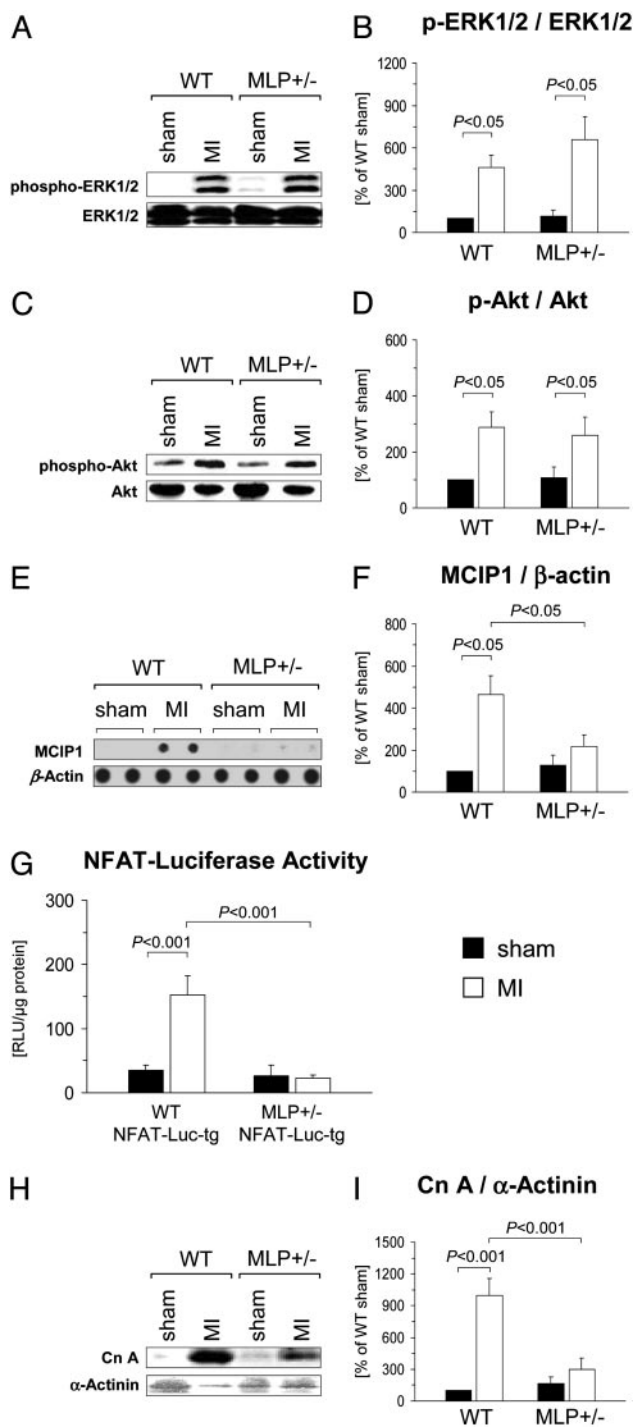 A
WT MLP+/-
sham MI sham MI
phospho-ERK1/2
ERK1/2
B p-ERK1/2 / ERK1/2
[% of WT sham]
1200
900
600
300
0
P<0.05
P<0.05
WT MLP+/-
C
WT MLP+/-
sham MI sham MI
phospho-Akt
Akt
D p-Akt / Akt
[% of WT sham]
600
400
200
0
P<0.05 P<0.05
WT MLP+/-
E
WT MLP+/-
sham MI sham MI
MCIP1
β-Actin
F MCIP1 / β-actin
[% of WT sham]
800
600
400
200
0
P<0.05
P<0.05
WT MLP+/-
G NFAT-Luciferase Activity
[RLU/µg protein]
300
200
100
0
P<0.001
P<0.001
WT MLP+/-
NFAT-Luc-tg NFAT-Luc-tg
sham
MI
H
WT MLP+/-
sham MI sham MI
Cn A
α-Actinin
I Cn A / α-Actinin
[% of WT sham]
1500
1200
900
600
300
0
P<0.001
P<0.001
WT MLP+/-